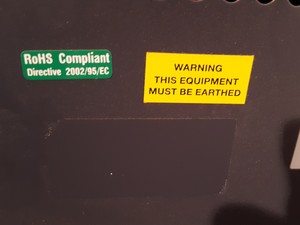 RoHS Compliant
Directive 2002/95/EC
WARNING
THIS EQUIPMENT
MUST BE EARTHED